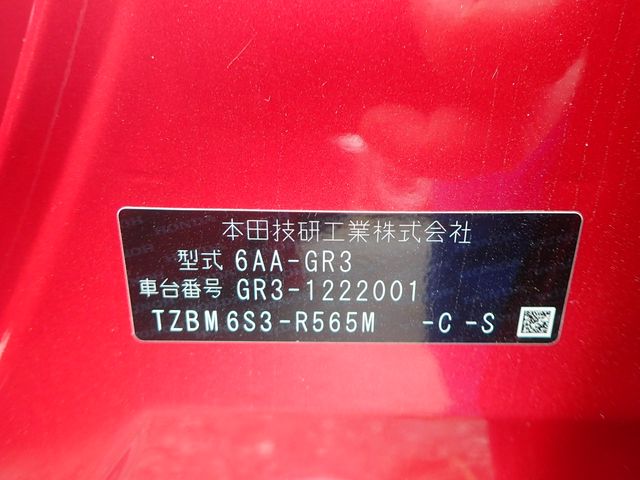 本田技研工業株式会社
型式 6AA-GR3
車台番号 GR3-1222001
TZBM6S3-R565M -C -S